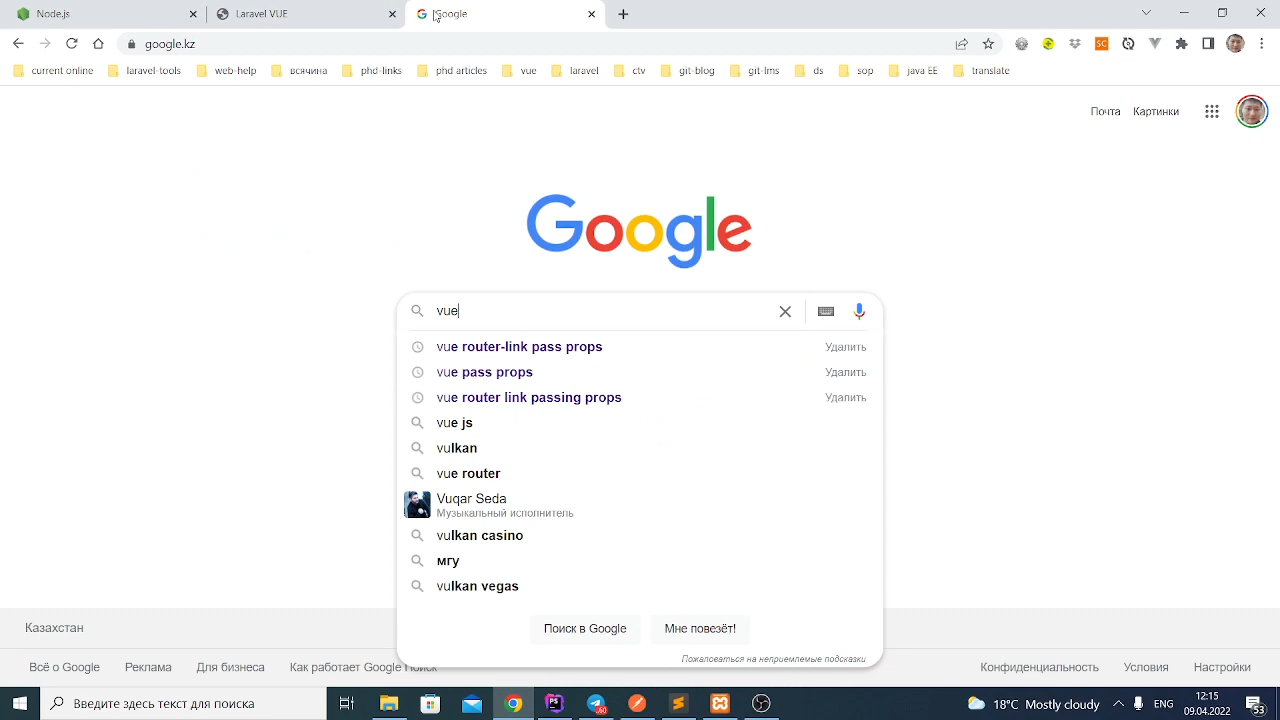 Node.js
Laravel VUE
Google
google.kz
current online
laravel-tools
web-help
всячина
phd-links
phd articles
vue
laravel
ctv
git-blog
git-lms
ds
sop
java EE
translate
Почта
Картинки
Google
vue
vue router-link pass props
Удалить
vue pass props
Удалить
vue router link passing props
Удалить
vue js
vulkan
vue router
Vuqar Seda
Музыкальный исполнитель
vulkan casino
мгу
vulkan vegas
Поиск в Google
Мне повезёт!
Пожаловаться на неприемлемые подсказки
Казахстан
Всё о Google
Реклама
Для бизнеса
Как работает Google Поиск
Конфиденциальность
Условия
Настройки
Введите здесь текст для поиска
18°C Mostly cloudy
ENG
12:15
09.04.2022